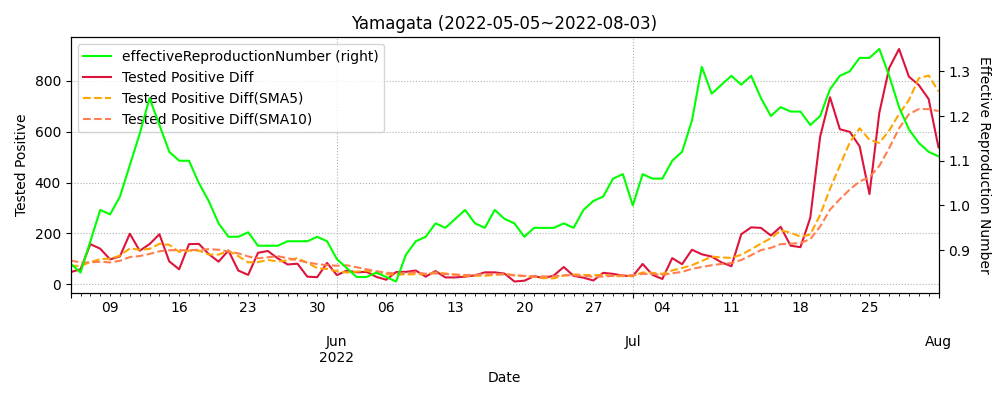 Yamagata (2022-05-05~2022-08-03)
effectiveReproductionNumber (right)
Tested Positive Diff
Tested Positive Diff(SMA5)
Tested Positive Diff(SMA10)
Tested Positive
800
600
400
200
0
1.3
1.2
1.1
1.0
0.9
Effective Reproduction Number
09 16 23 30 06 13 20 27 04 11 18 25
Jun Jul Aug
2022
Date